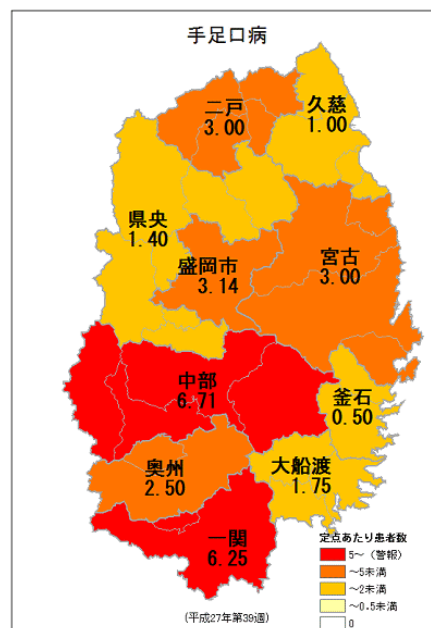 手足口病
二戸
3.00
久慈
1.00
県央
1.40
盛岡市
3.14
宮古
3.00
中部
6.71
釜石
0.50
奥州
2.50
大船渡
1.75
一関
6.25
定点あたり患者数
5～（警報）
～5未満
～2未満
～0.5未満
0
(平成27年第39週)